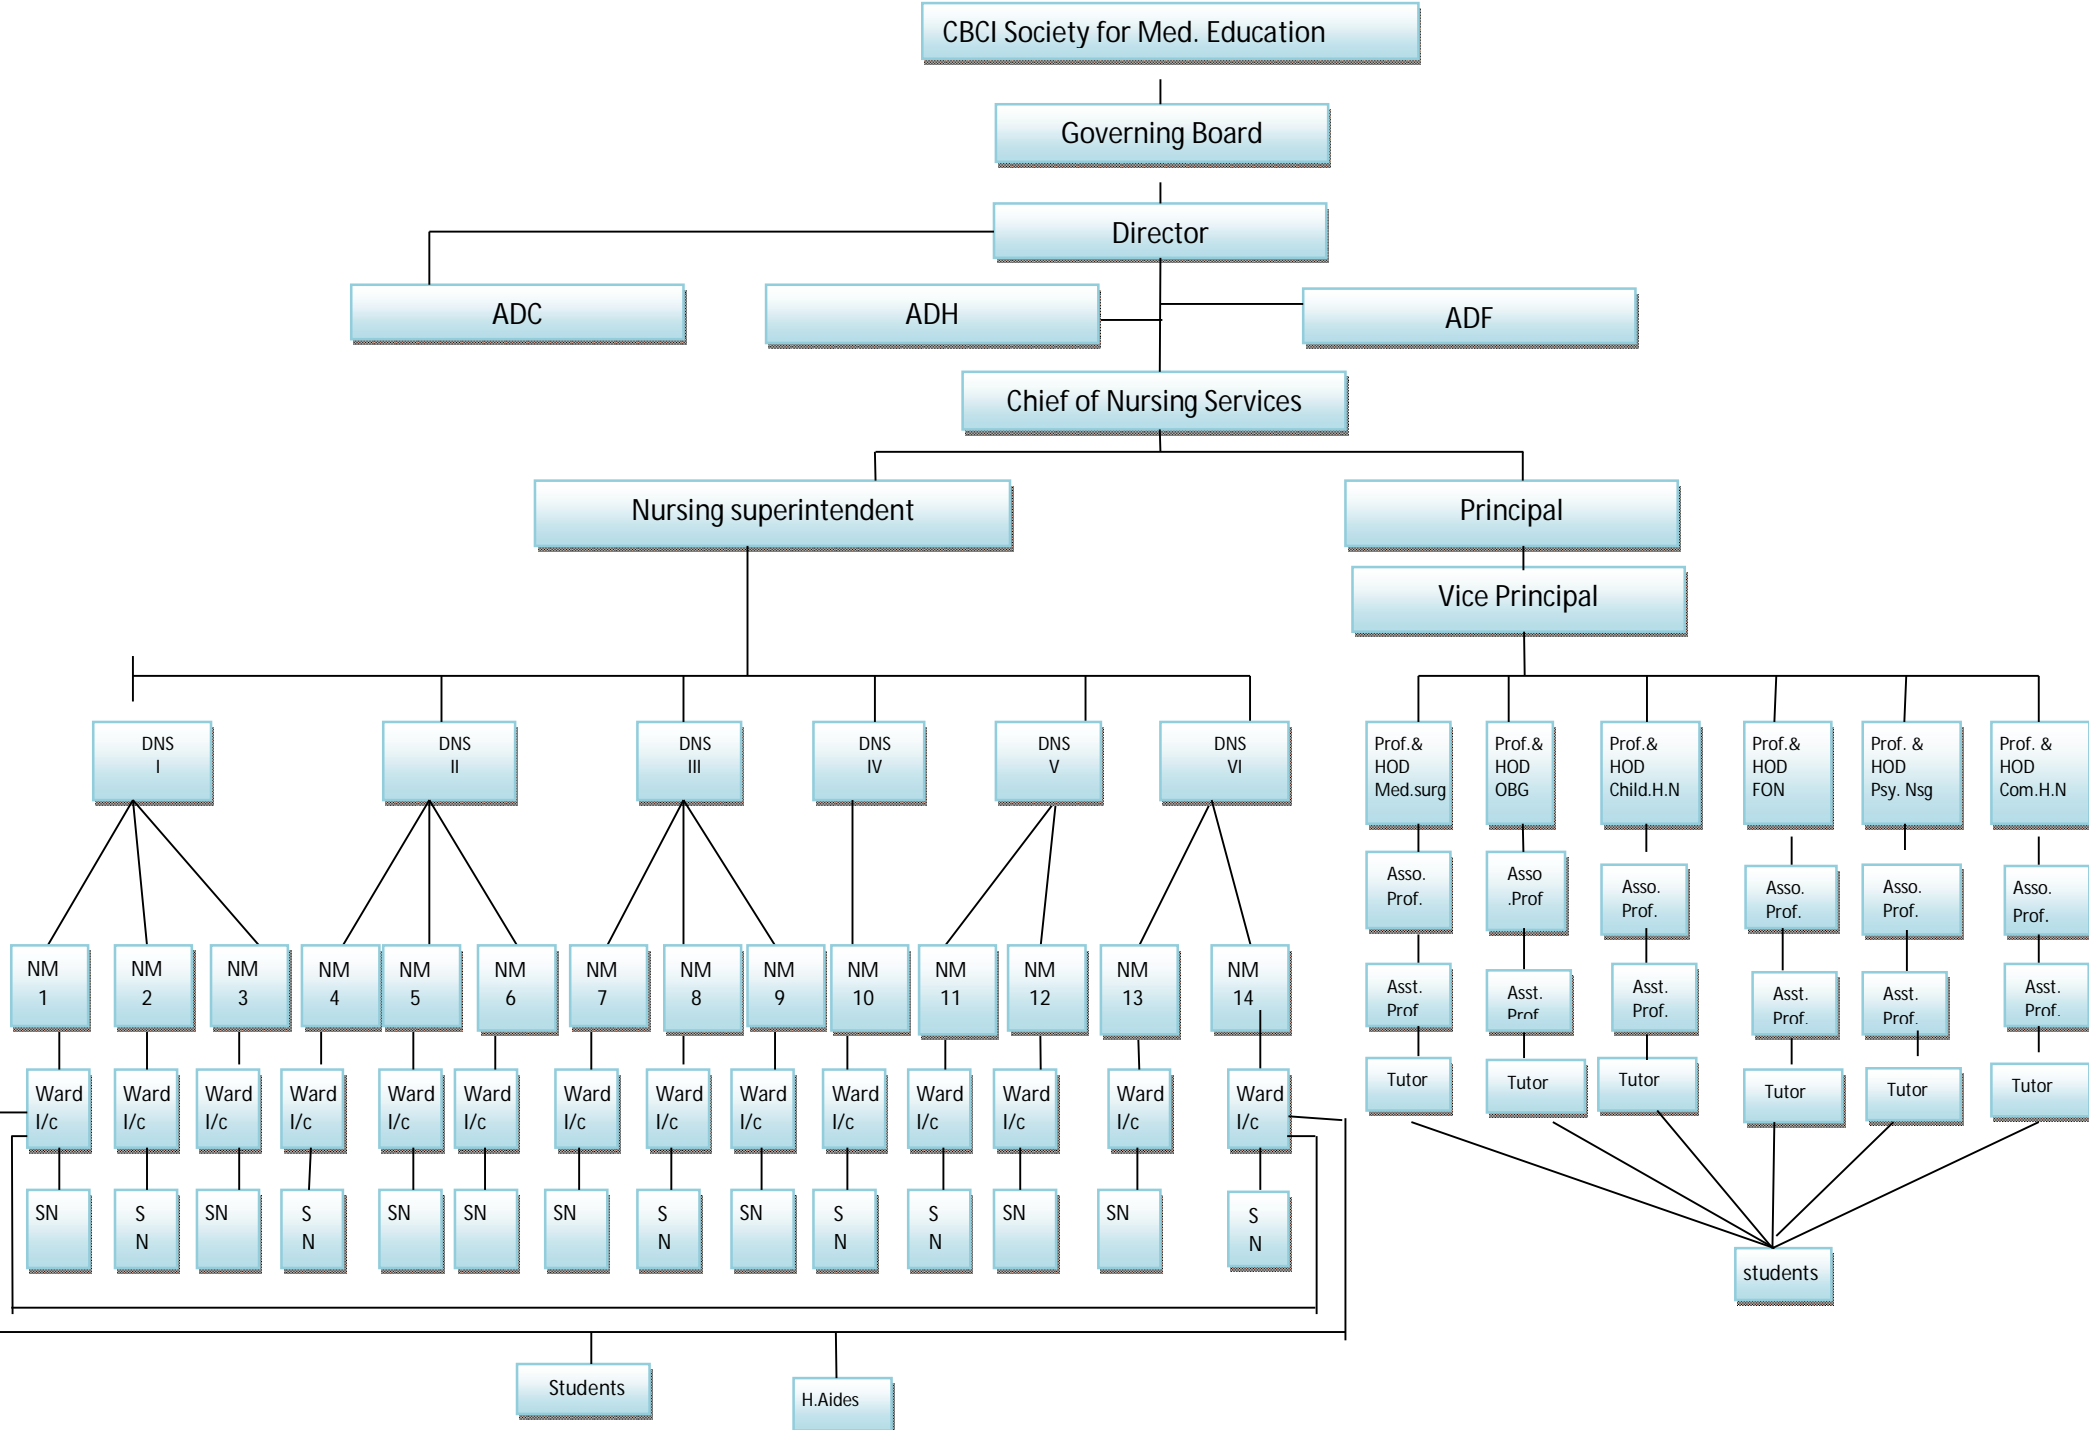 CBCI Society for Med. Education
Governing Board
Director
ADC
ADH
ADF
Chief of Nursing Services
Nursing superintendent
Principal
Vice Principal
DNS
I
DNS
II
DNS
III
DNS
IV
DNS
V
DNS
VI
Prof.&
HOD
Med.surg
Prof.&
HOD
OBG
Prof.&
HOD
Child.H.N
Prof.&
HOD
FON
Prof. &
HOD
Psy. Nsg
Prof. &
HOD
Com.H.N
Asso.
Prof.
Asso
.Prof
Asso.
Prof.
Asso.
Prof.
Asso.
Prof.
Asso.
Prof.
NM
1
NM
2
NM
3
NM
4
NM
5
NM
6
NM
7
NM
8
NM
9
NM
10
NM
11
NM
12
NM
13
NM
14
Asst.
Prof
Asst.
Prof
Asst.
Prof.
Asst.
Prof.
Asst.
Prof.
Asst.
Prof.
Ward
I/c
Ward
I/c
Ward
I/c
Ward
I/c
Ward
I/c
Ward
I/c
Ward
I/c
Ward
I/c
Ward
I/c
Ward
I/c
Ward
I/c
Ward
I/c
Ward
I/c
Ward
I/c
Tutor
Tutor
Tutor
Tutor
Tutor
Tutor
SN
S
N
SN
S
N
SN
SN
SN
S
N
SN
S
N
S
N
SN
SN
S
N
students
Students
H.Aides